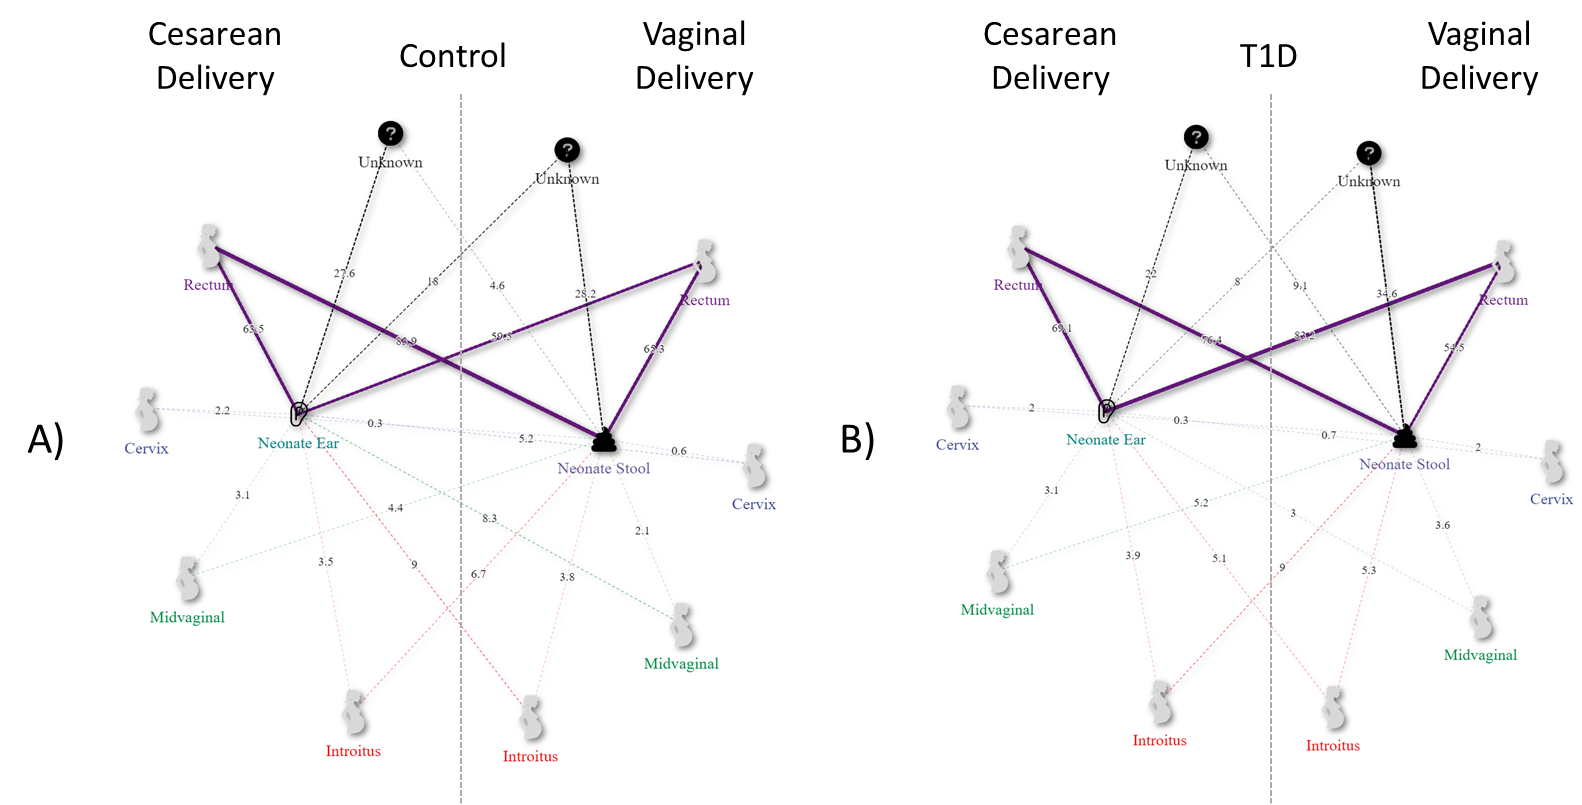 Cesarean
Delivery
Control
Vaginal
Delivery
Cesarean
Delivery
T1D
Vaginal
Delivery
A)
?
Unknown
?
Unknown
Rectum
Rectum
27.6
18
4.6
28.2
63.5
59.5
65.3
Cervix
2.2
Neonate Ear
0.3
5.2
Neonate Stool
0.6
Cervix
3.1
4.4
8.3
2.1
Midvaginal
3.5
9
6.7
3.8
Midvaginal
Introitus
Introitus
B)
?
Unknown
?
Unknown
Rectum
Rectum
22
8
9.1
34.6
69.1
76.4
83.2
54.5
Cervix
2
Neonate Ear
0.3
0.7
Neonate Stool
2
Cervix
3.1
5.2
3
3.6
Midvaginal
3.9
5.1
9
5.3
Midvaginal
Introitus
Introitus